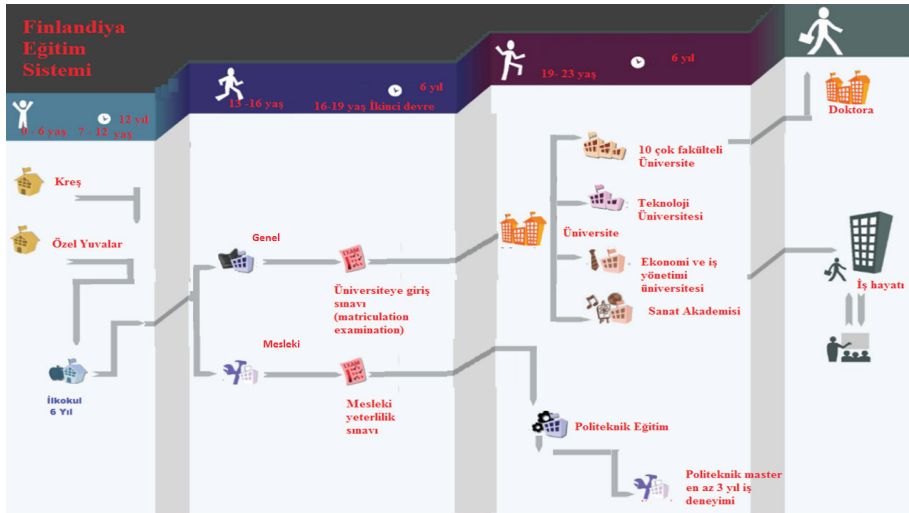 Finlandiya
Eğitim
Sistemi
12 yıl
0 - 6 yaş 7 - 12
yaş
Kreş
Özel Yuvalar
İlkokul
6 Yıl
6 yıl
13 -16 yaş
16-19 yaş İkinci devre
Genel
EXAM
Üniversiteye giriş
sınavı
(matriculation
examination)
Mesleki
EXAM
Mesleki
yeterlilik
sınavı
19- 23 yaş
6 yıl
Üniversite
10 çok fakülteli
Üniversite
Teknoloji
Üniversitesi
Ekonomi ve iş
yönetimi
üniversitesi
Sanat Akademisi
Politeknik Eğitim
Politeknik master
en az 3 yıl iş
deneyimi
Doktora
İş hayatı